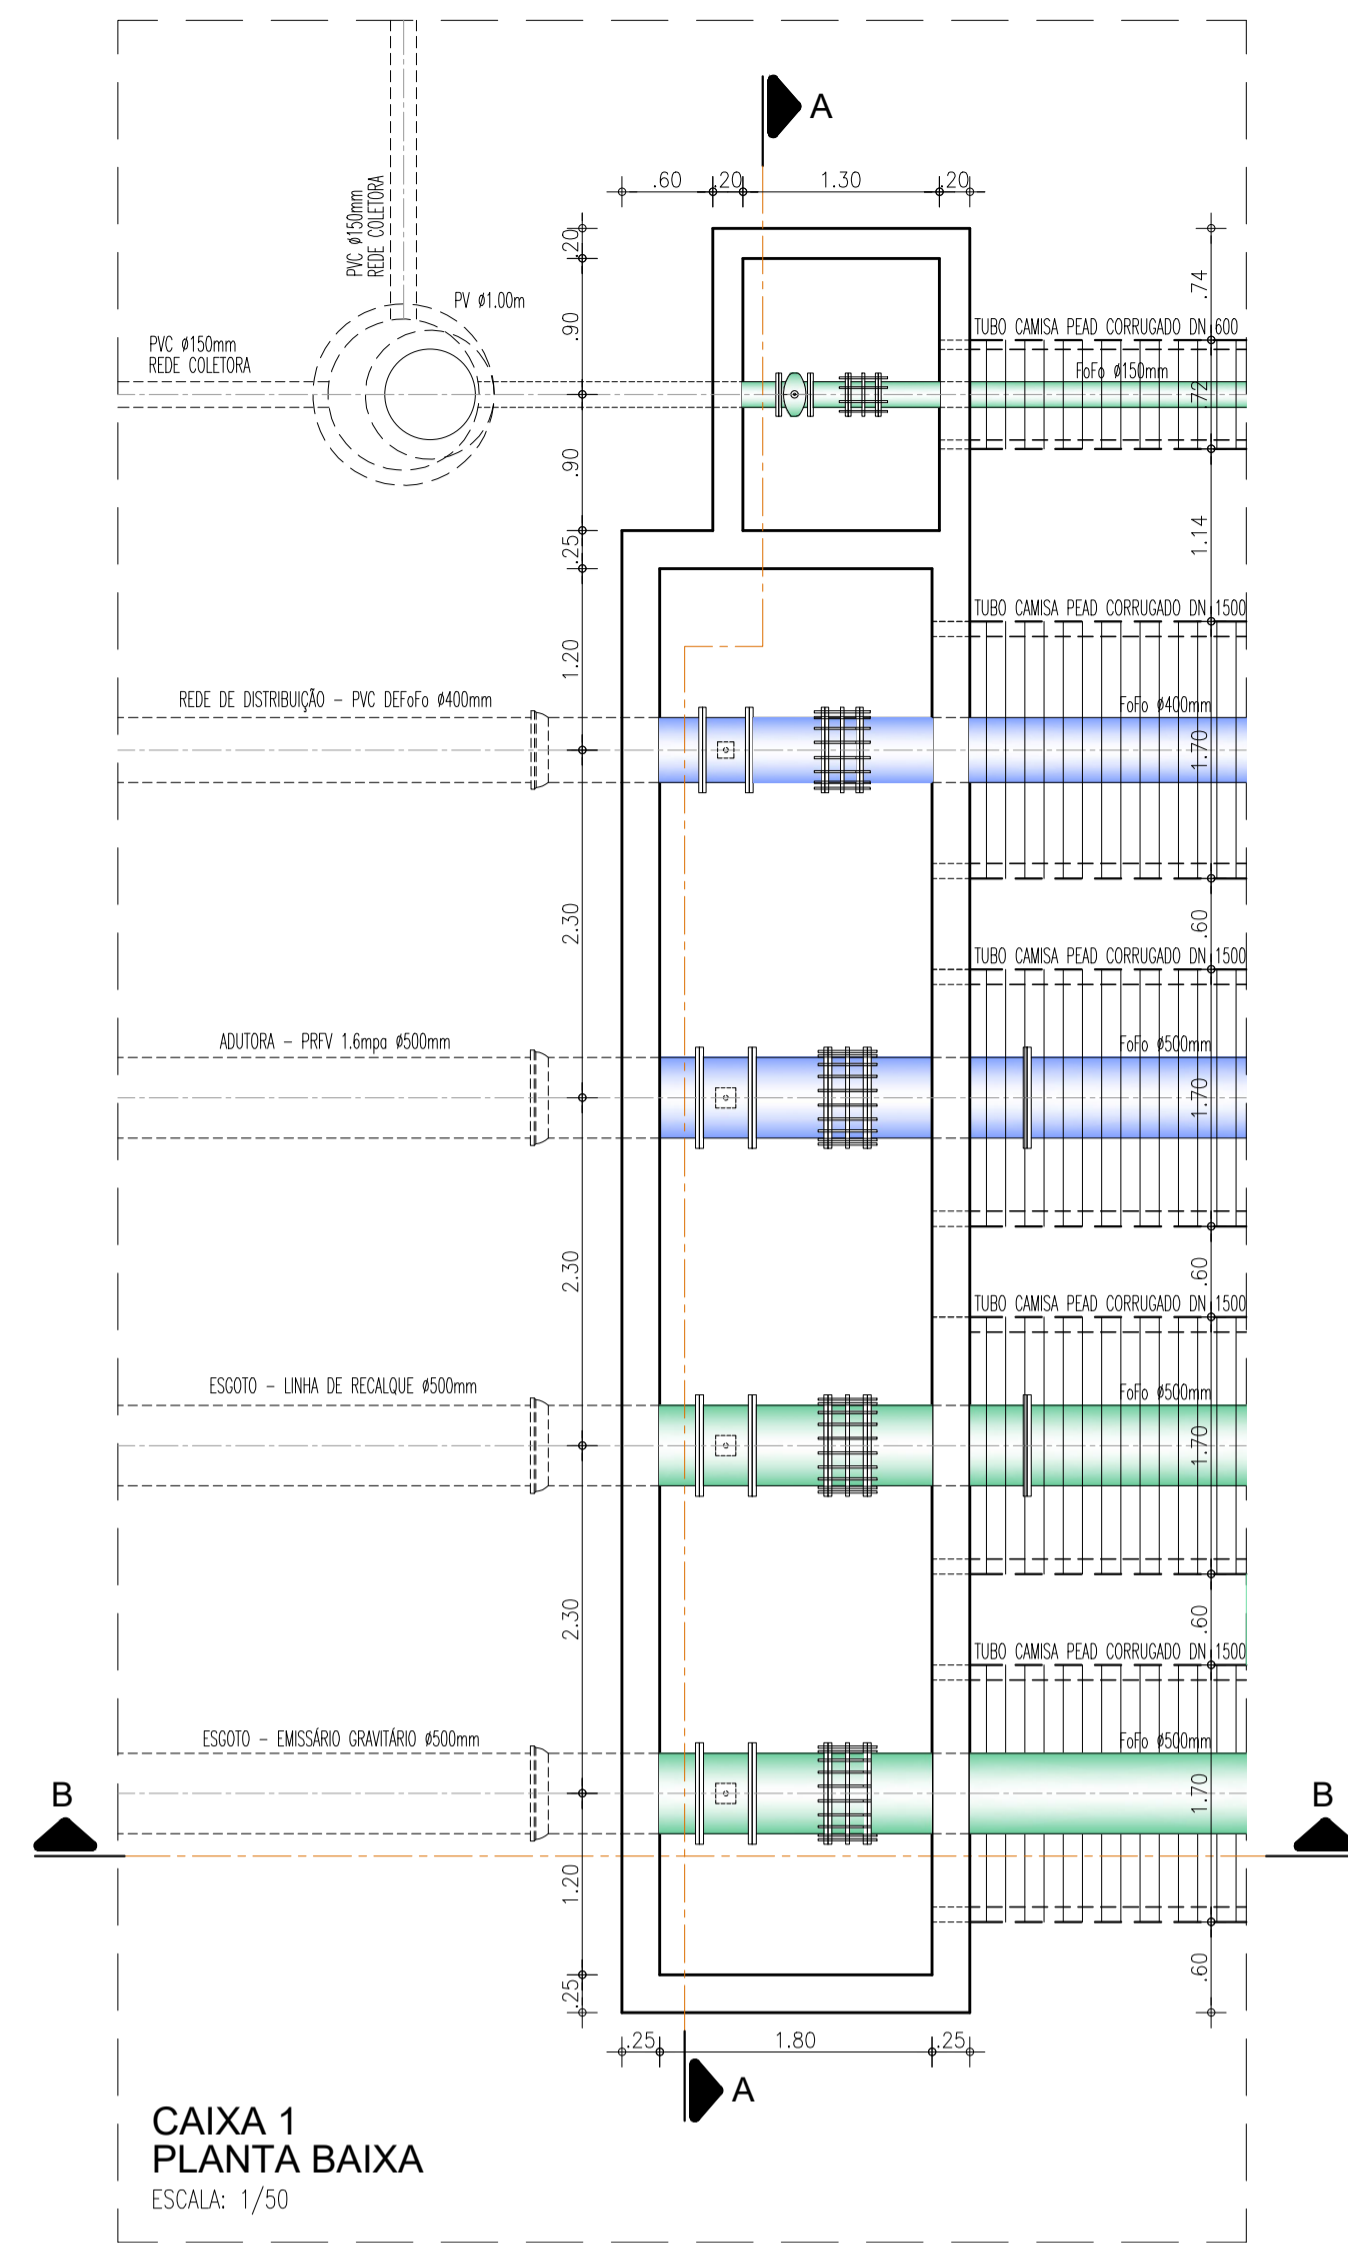 A
.60
.20
1.30
.20
.20
.74
PVC ø150mm
REDE COLETORA
PV ø1.00m
.90
TUBO CAMISA PEAD CORRUGADO DN 600
PVC ø150mm
REDE COLETORA
FoFo ø150mm
.72
.90
1.14
.25
TUBO CAMISA PEAD CORRUGADO DN 1500
1.20
REDE DE DISTRIBUIÇÃO - PVC DEFoFo ø400mm
FoFo ø400mm
1.70
2.30
.60
TUBO CAMISA PEAD CORRUGADO DN 1500
ADUTORA - PRFV 1.6mpa ø500mm
FoFo ø500mm
1.70
2.30
.60
TUBO CAMISA PEAD CORRUGADO DN 1500
ESGOTO - LINHA DE RECALQUE ø500mm
FoFo ø500mm
1.70
2.30
.60
TUBO CAMISA PEAD CORRUGADO DN 1500
ESGOTO - EMISSÁRIO GRAVITÁRIO ø500mm
FoFo ø500mm
1.70
B
B
1.20
.60
.25
.25
1.80
.25
A
CAIXA 1
PLANTA BAIXA
ESCALA: 1/50